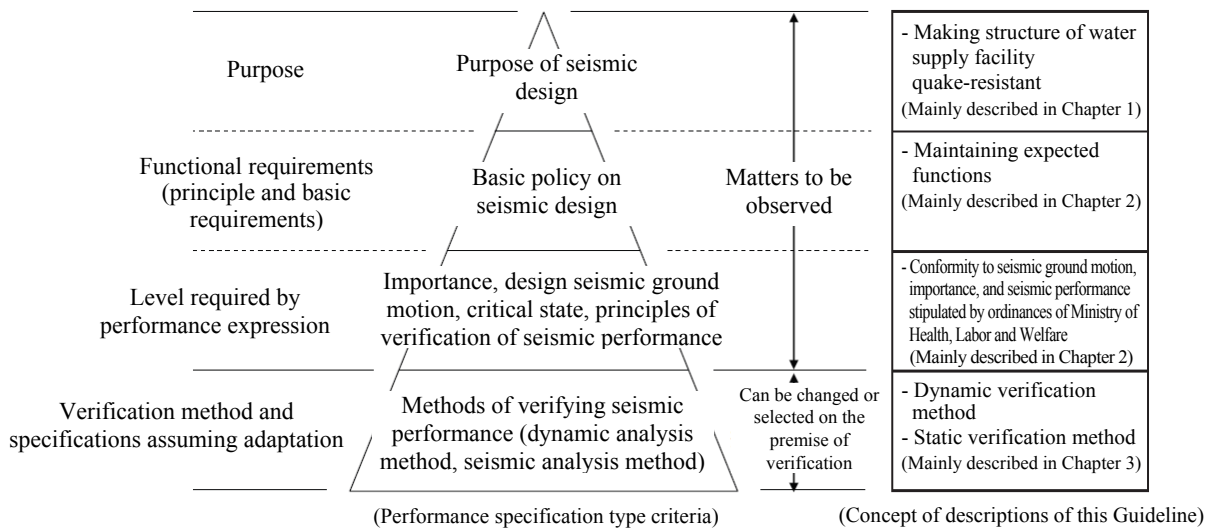 Purpose
Purpose of seismic
design
- Making structure of water
supply facility
quake-resistant
(Mainly described in Chapter 1)
Functional requirements
(principle and basic
requirements)
Basic policy on
seismic design
Matters to be
observed
- Maintaining expected
functions
(Mainly described in Chapter 2)
Level required by
performance expression
Importance, design seismic ground
motion, critical state, principles of
verification of seismic performance
- Conformity to seismic ground motion,
importance, and seismic performance
stipulated by ordinances of Ministry of
Health, Labor and Welfare
(Mainly described in Chapter 2)
Verification method and
specifications assuming adaptation
Methods of verifying seismic
performance (dynamic analysis
method, seismic analysis method)
Can be changed or
selected on the
premise of
verification
- Dynamic verification
method
- Static verification method
(Mainly described in Chapter 3)
(Performance specification type criteria)
(Concept of descriptions of this Guideline)